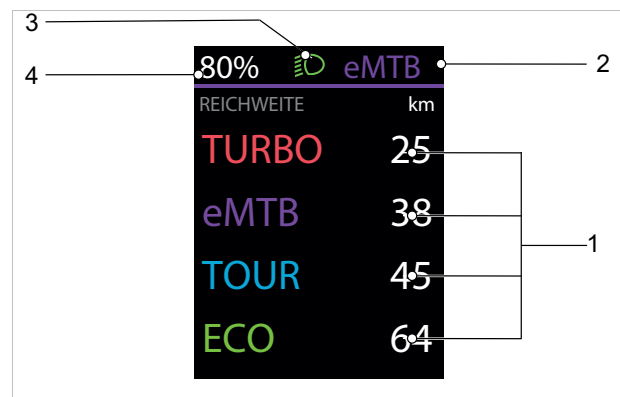 3
4
80% eMTB
2
REICHWEITE km
TURBO 25
eMTB 38
1
TOUR 45
ECO 64